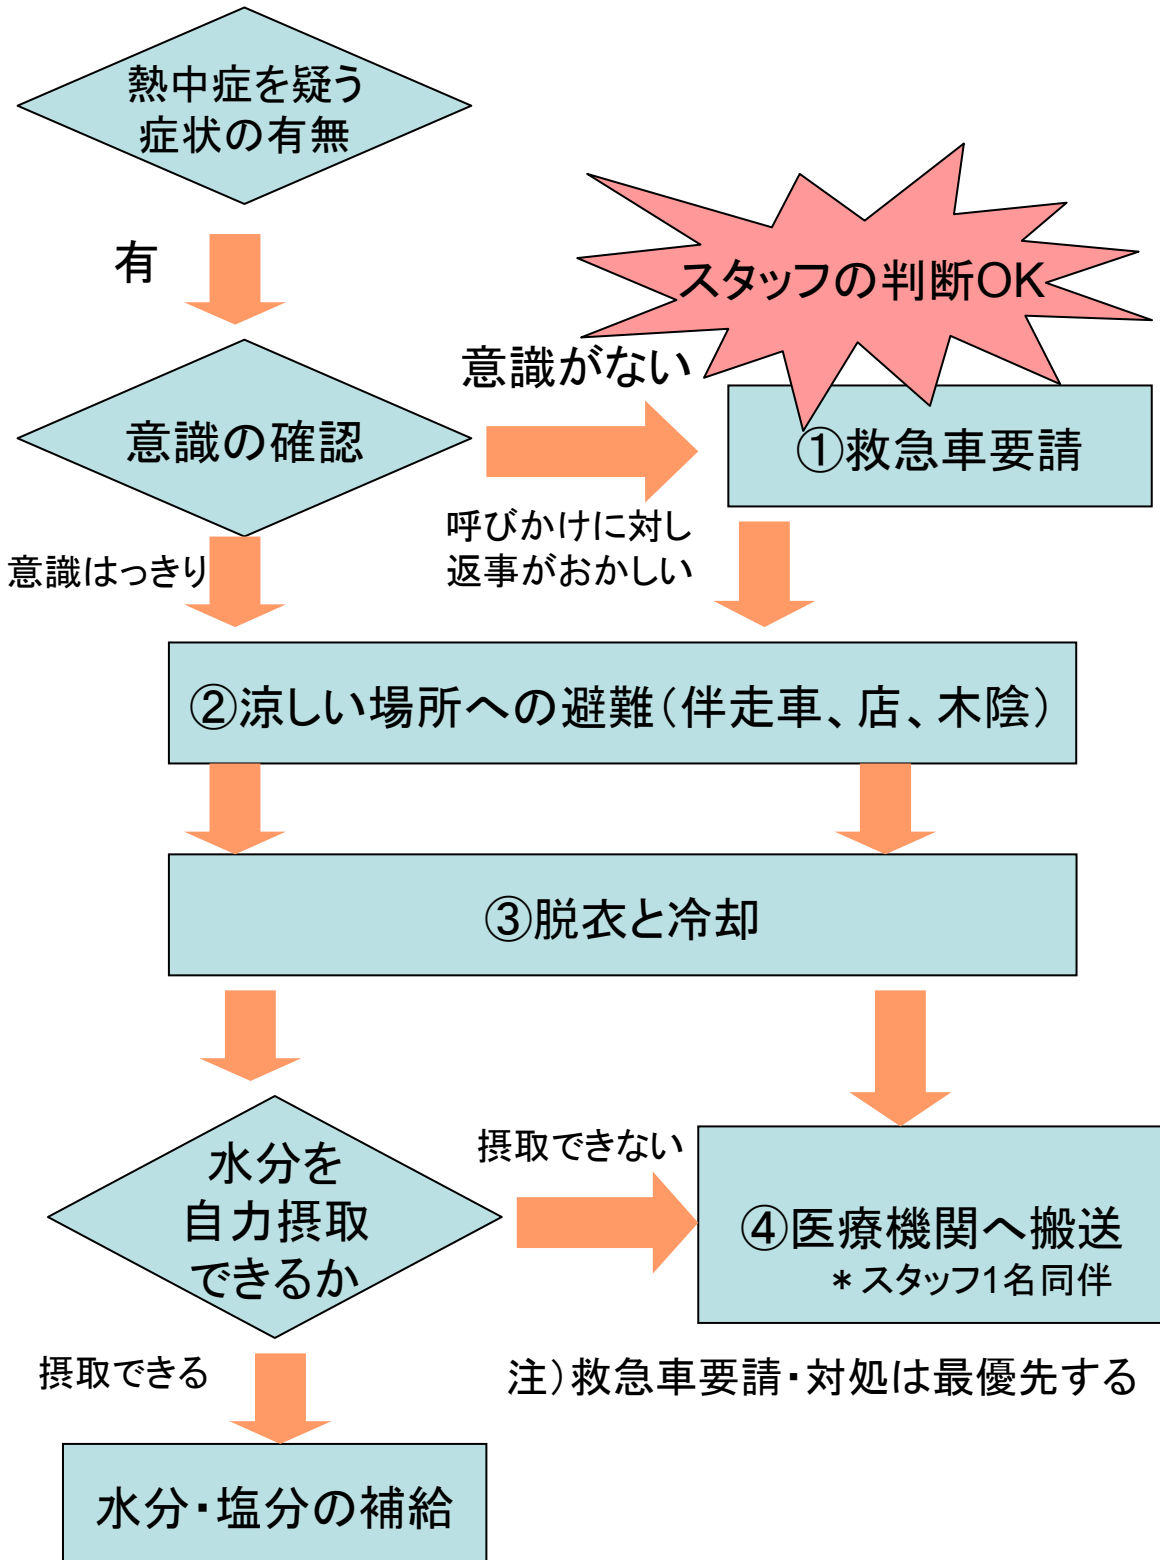 熱中症を疑う
症状の有無
有
スタッフの判断OK
意識がない
意識の確認
①救急車要請
呼びかけに対し
返事がおかしい
意識はっきり
②涼しい場所への避難（伴走車、店、木陰）
③脱衣と冷却
水分を
自力摂取
できるか
摂取できない
④医療機関へ搬送
＊スタッフ1名同伴
摂取できる
注）救急車要請・対処は最優先する
水分・塩分の補給